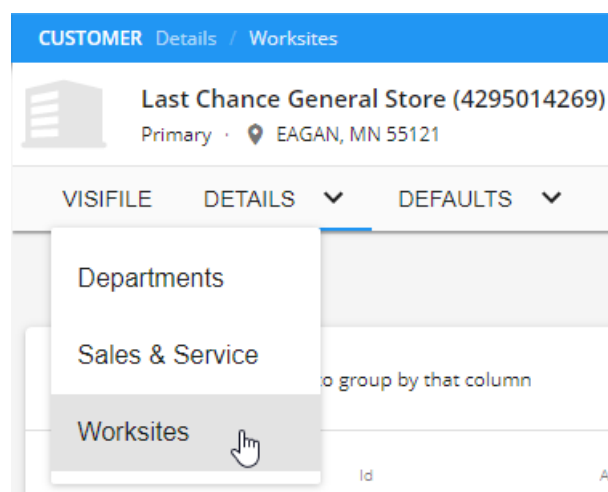 CUSTOMER Details / Worksites
Last Chance General Store (4295014269)
Primary · EAGAN, MN 55121
VISIFILE DETAILS DEFAULTS
Departments
Sales & Service
to group by that column
Worksites
Id